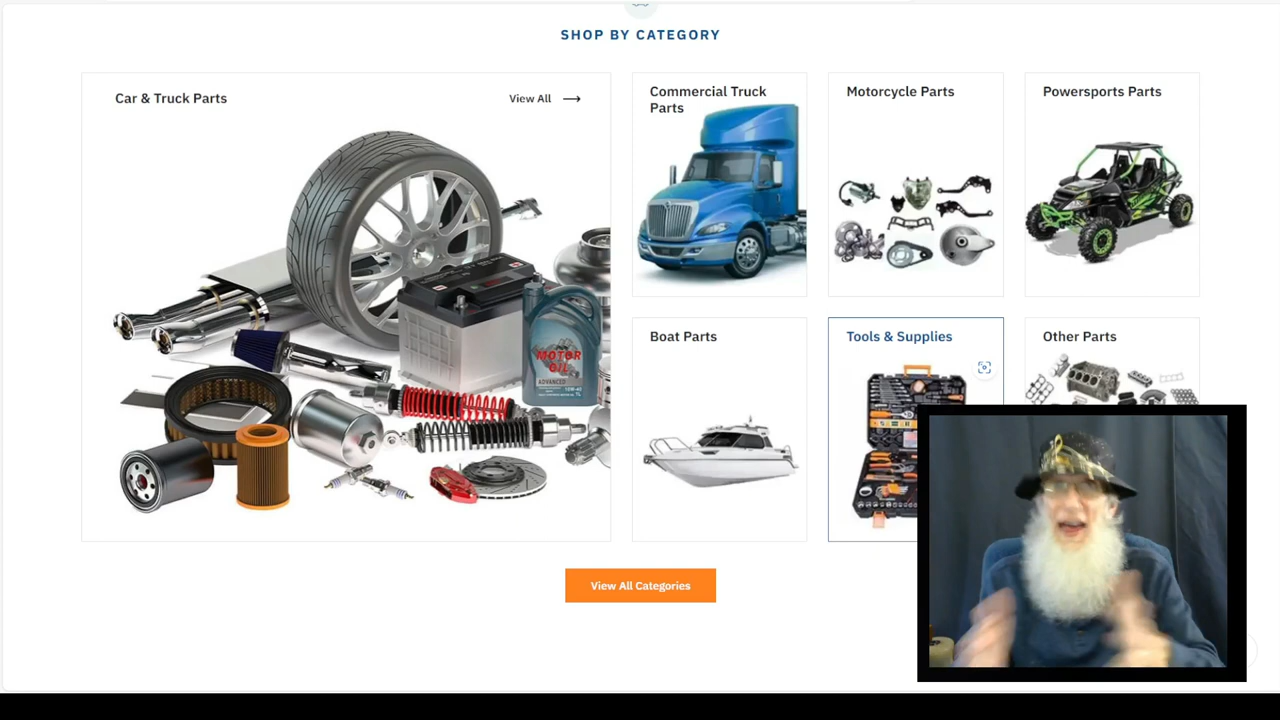 SHOP BY CATEGORY
Car & Truck Parts
View All
Commercial Truck
Parts
Motorcycle Parts
Powersports Parts
MOTOR
OIL
ADVANCED
Boat Parts
Tools & Supplies
Other Parts
View All Categories